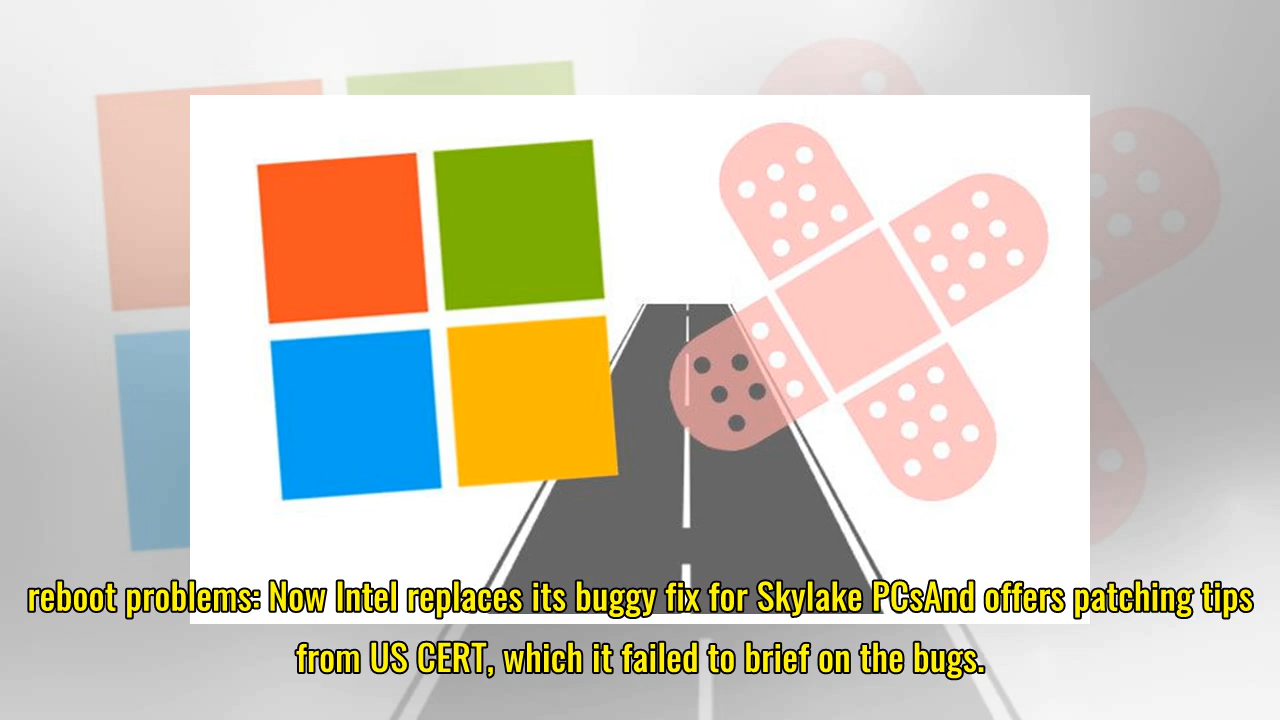 reboot problems: Now Intel replaces its buggy fix for Skylake PCsAnd offers patching tips
from US CERT, which it failed to brief on the bugs.